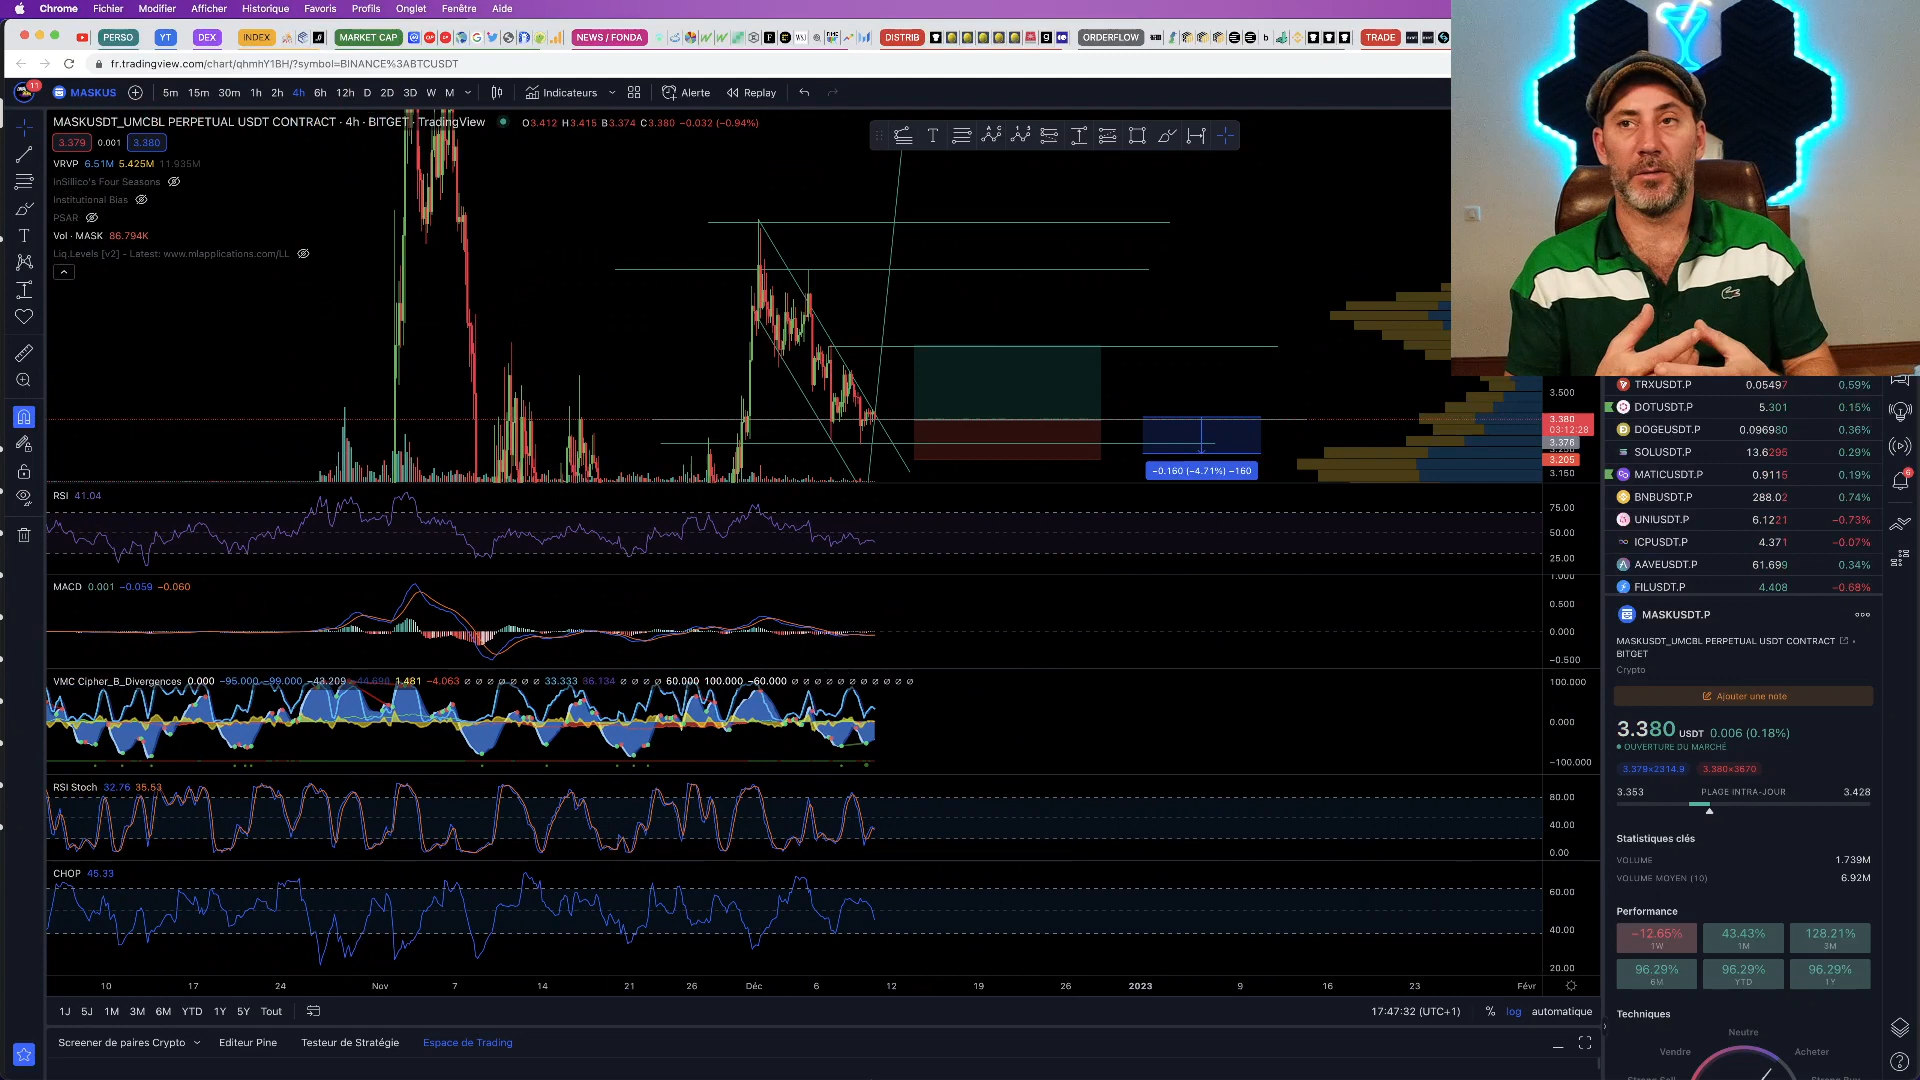 Chrome Fichier Modifier Afficher Historique Favoris Profils Onglet Fenêtre Aide
PERSO YT DEX INDEX MARKET CAP NEWS / FONDA DISTRIB ORDERFLOW TRADE
fr.tradingview.com/chart/qhmhY1BH/?symbol=BINANCE%3ABTCUSDT
11
MASKUS 5m 15m 30m 1h 2h 4h 6h 12h D 2D 3D W M Indicateurs Alerte Replay
MASKUSDT_UMCBL PERPETUAL USDT CONTRACT · 4h · BITGET · TradingView O3.412 H3.415 B3.374 C3.380 −0.032 (−0.94%)
3.379 0.001 3.380
VRVP 6.51M 5.425M 11.935M
InSillico's Four Seasons
Institutional Bias
PSAR
Vol · MASK 86.794K
Liq.Levels [v2] - Latest: www.mlapplications.com/LL
3.500
3.380
03:12:28
3.376
3.205
3.150
−0.160 (−4.71%) −160
RSI 41.04
75.00
50.00
25.00
MACD 0.001 −0.059 −0.060
1.000
0.500
0.000
−0.500
VMC Cipher_B_Divergences 0.000 −95.000 −99.000 −43.209 −44.690 1.481 −4.063 ∅ ∅ ∅ ∅ ∅ ∅ 33.333 36.134 ∅ ∅ ∅ ∅ 60.000 100.000 −60.000 ∅ ∅ ∅ ∅ ∅ ∅ ∅ ∅ ∅ ∅
100.000
0.000
−100.000
RSI Stoch 32.76 35.53
80.00
40.00
0.00
CHOP 45.33
60.00
40.00
20.00
10 17 24 Nov 7 14 21 26 Déc 6 12 19 26 2023 9 16 23 Févr
1J 5J 1M 3M 6M YTD 1Y 5Y Tout 17:47:32 (UTC+1) % log automatique
Screener de paires Crypto Editeur Pine Testeur de Stratégie Espace de Trading
TRXUSDT.P 0.05497 0.59%
DOTUSDT.P 5.301 0.15%
DOGEUSDT.P 0.096980 0.36%
SOLUSDT.P 13.6295 0.29%
MATICUSDT.P 0.9115 0.19%
BNBUSDT.P 288.02 0.74%
UNIUSDT.P 6.1221 −0.73%
ICPUSDT.P 4.371 −0.07%
AAVEUSDT.P 61.699 0.34%
FILUSDT.P 4.408 −0.68%
6
MASKUSDT.P
MASKUSDT_UMCBL PERPETUAL USDT CONTRACT
BITGET
Crypto
Ajouter une note
3.380 USDT 0.006 (0.18%)
OUVERTURE DU MARCHÉ
3.379×2314.9 3.380×3670
3.353 PLAGE INTRA-JOUR 3.428
Statistiques clés
VOLUME 1.739M
VOLUME MOYEN (10) 6.92M
Performance
−12.65% 43.43% 128.21%
1W 1M 3M
96.29% 96.29% 96.29%
6M YTD 1Y
Techniques
Neutre
Vendre Acheter